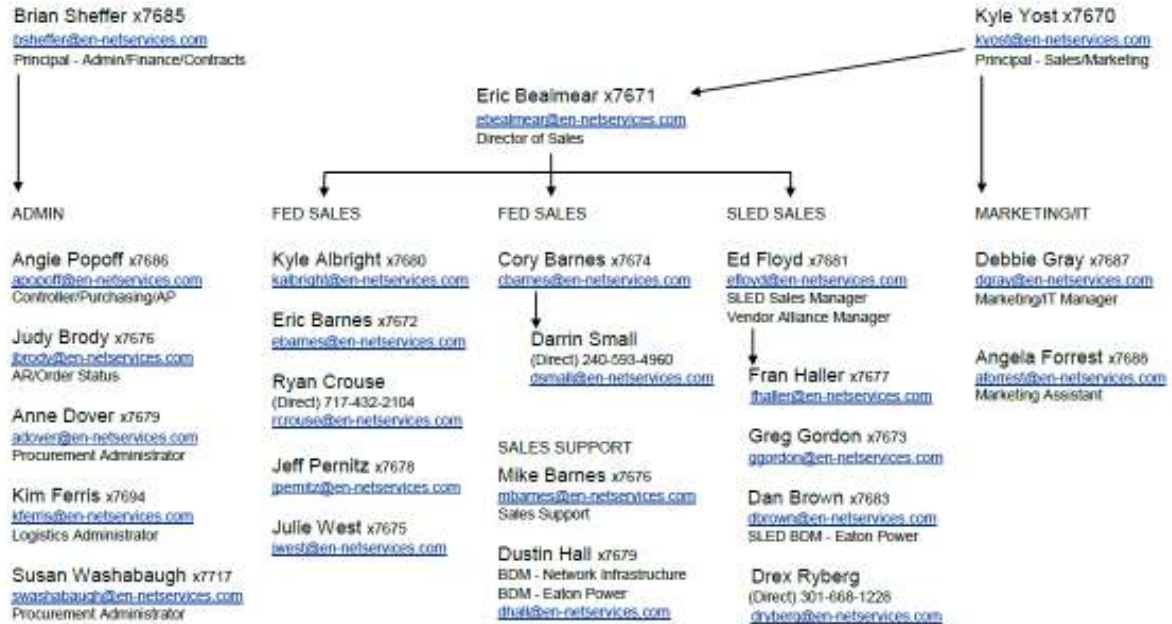 Brian Sheffer x7685
bsheffer@en-netservices.com
Principal - Admin/Finance/Contracts
Kyle Yost x7670
kyost@en-netservices.com
Principal - Sales/Marketing
Eric Bealmear x7671
ebealmear@en-netservices.com
Director of Sales
ADMIN
Angie Popoff x7686
apopoff@en-netservices.com
Controller/Purchasing/AP
Judy Brody x7676
jbrody@en-netservices.com
AR/Order Status
Anne Dover x7679
adover@en-netservices.com
Procurement Administrator
Kim Ferris x7694
kferris@en-netservices.com
Logistics Administrator
Susan Washabaugh x7717
swashabaugh@en-netservices.com
Procurement Administrator
FED SALES
Kyle Albright x7680
kalbright@en-netservices.com
Eric Barnes x7672
ebarnes@en-netservices.com
Ryan Crouse
(Direct) 717-432-2104
rcrouse@en-netservices.com
Jeff Pernitz x7678
jpernitz@en-netservices.com
Julie West x7675
jwest@en-netservices.com
FED SALES
Cory Barnes x7674
cbarnes@en-netservices.com
Darrin Small
(Direct) 240-593-4960
dsmall@en-netservices.com
SALES SUPPORT
Mike Barnes x7676
mbarnes@en-netservices.com
Sales Support
Dustin Hall x7679
BDM - Network Infrastructure
BDM - Eaton Power
dhall@en-netservices.com
SLED SALES
Ed Floyd x7681
efloyd@en-netservices.com
SLED Sales Manager
Vendor Alliance Manager
Fran Haller x7677
fhaller@en-netservices.com
Greg Gordon x7673
ggordon@en-netservices.com
Dan Brown x7683
dbrown@en-netservices.com
SLED BDM - Eaton Power
Drex Ryberg
(Direct) 301-668-1228
dryberg@en-netservices.com
MARKETING/IT
Debbie Gray x7687
dgray@en-netservices.com
Marketing/IT Manager
Angela Forrest x7688
aforrest@en-netservices.com
Marketing Assistant